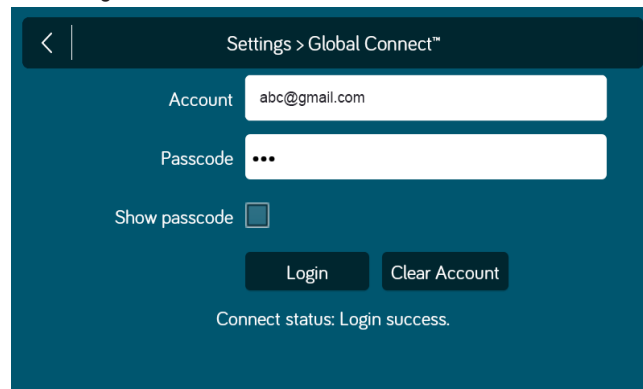 Settings > Global Connect™
Account abc@gmail.com
Passcode •••
Show passcode
Login Clear Account
Connect status: Login success.